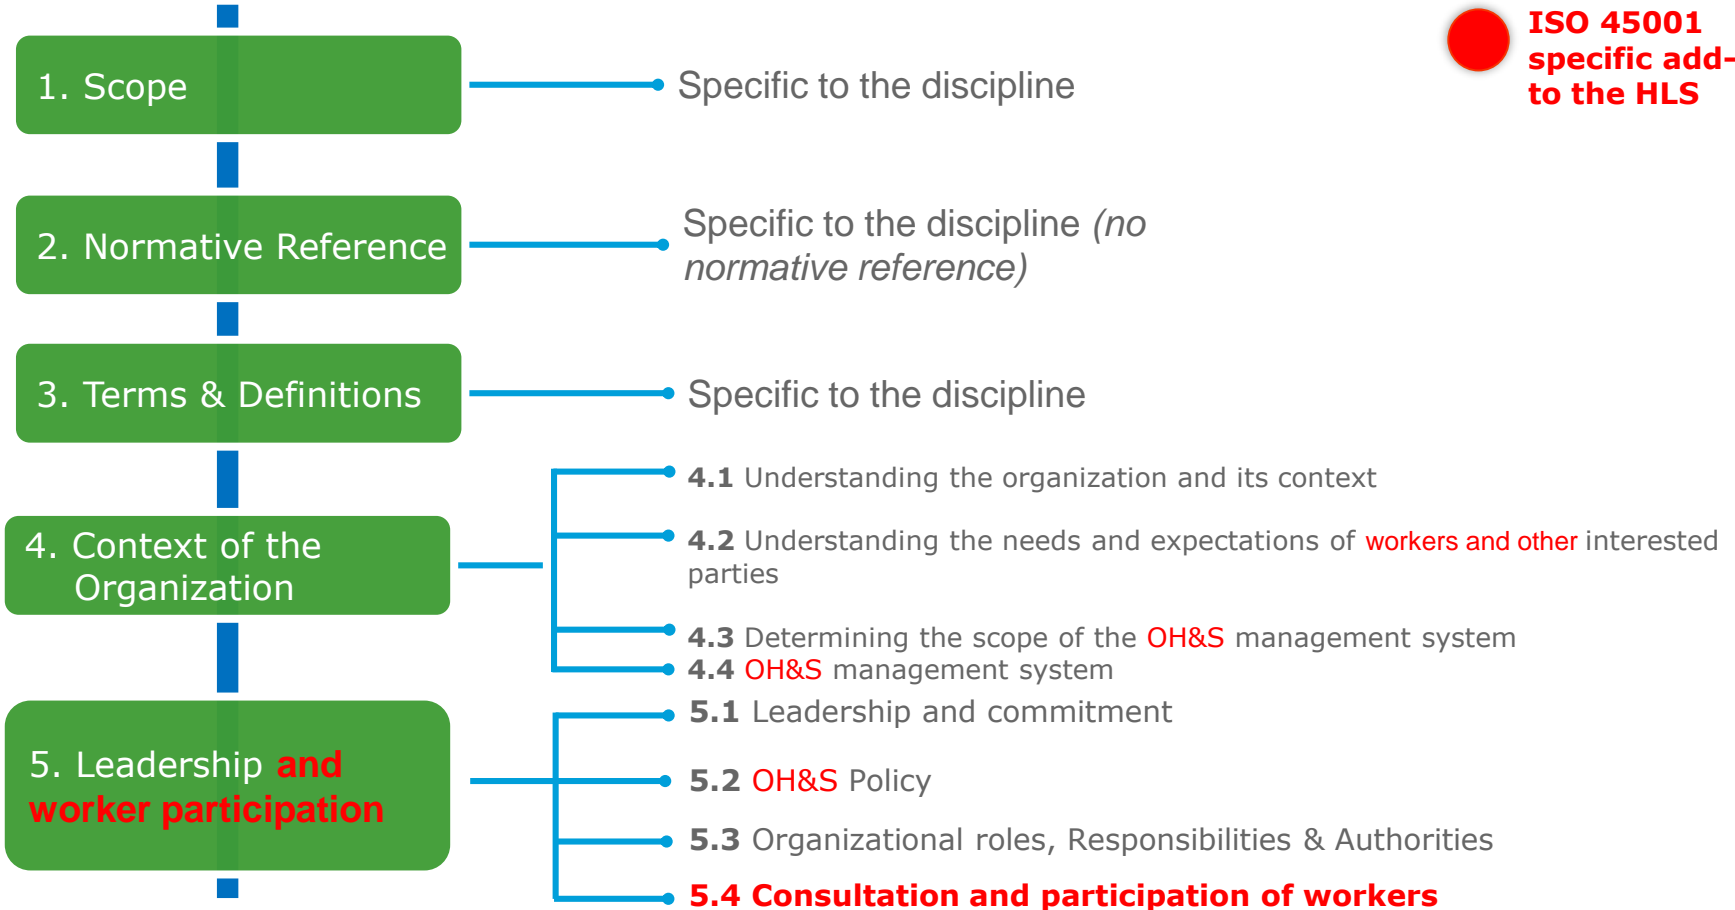 ISO 45001
specific add-
to the HLS
1. Scope
Specific to the discipline
2. Normative Reference
Specific to the discipline (no
normative reference)
3. Terms & Definitions
Specific to the discipline
4. Context of the
Organization
4.1 Understanding the organization and its context
4.2 Understanding the needs and expectations of workers and other interested
parties
4.3 Determining the scope of the OH&S management system
4.4 OH&S management system
5. Leadership and
worker participation
5.1 Leadership and commitment
5.2 OH&S Policy
5.3 Organizational roles, Responsibilities & Authorities
5.4 Consultation and participation of workers